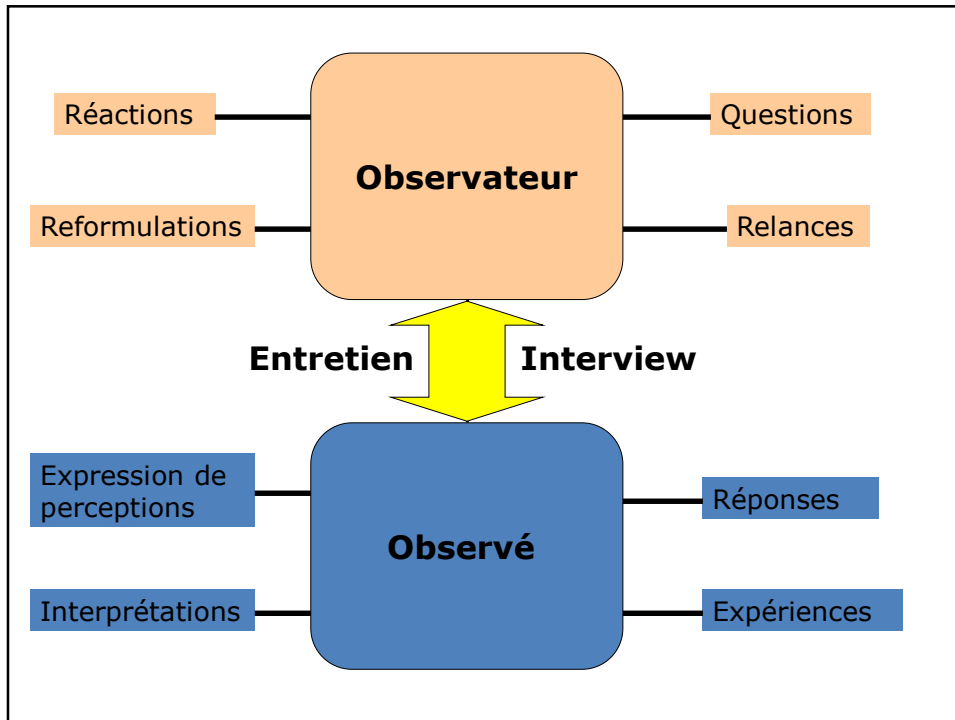 Réactions
Questions
Observateur
Reformulations
Relances
Entretien
Interview
Expression de
perceptions
Réponses
Observé
Interprétations
Expériences